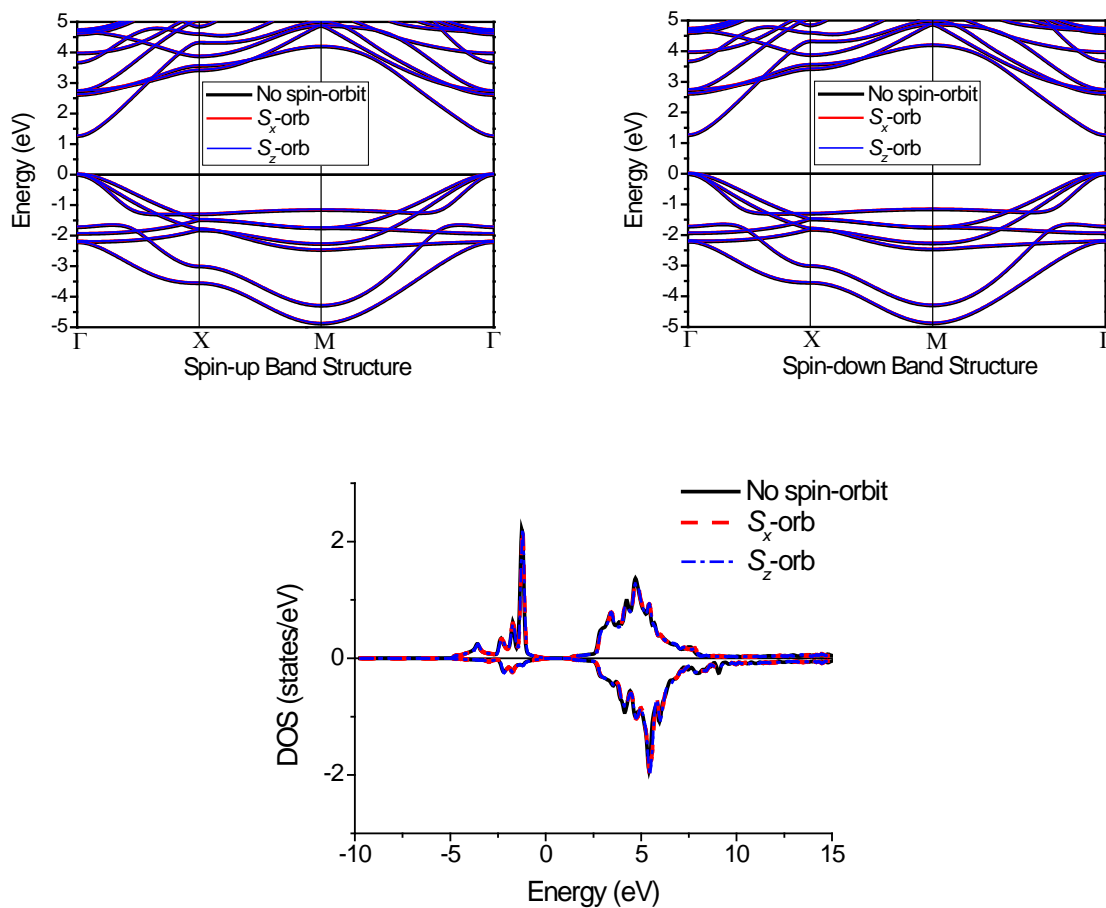 5
4
3
2
1
0
-1
-2
-3
-4
-5
Energy (eV)
No spin-orbit
Sx-orb
Sz-orb
Γ X M Γ
Spin-up Band Structure
5
4
3
2
1
0
-1
-2
-3
-4
-5
Energy (eV)
No spin-orbit
Sx-orb
Sz-orb
Γ X M Γ
Spin-down Band Structure
No spin-orbit
Sx-orb
Sz-orb
2
0
-2
DOS (states/eV)
-10 -5 0 5 10 15
Energy (eV)